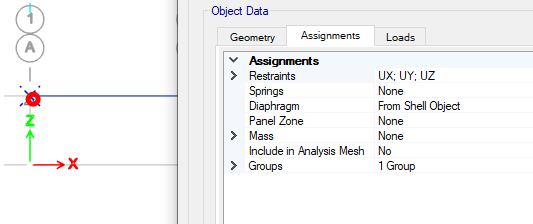 1
A
Z
X
Object Data
Geometry Assignments Loads
Assignments
Restraints UX; UY; UZ
Springs None
Diaphragm From Shell Object
Panel Zone None
Mass None
Include in Analysis Mesh No
Groups 1 Group